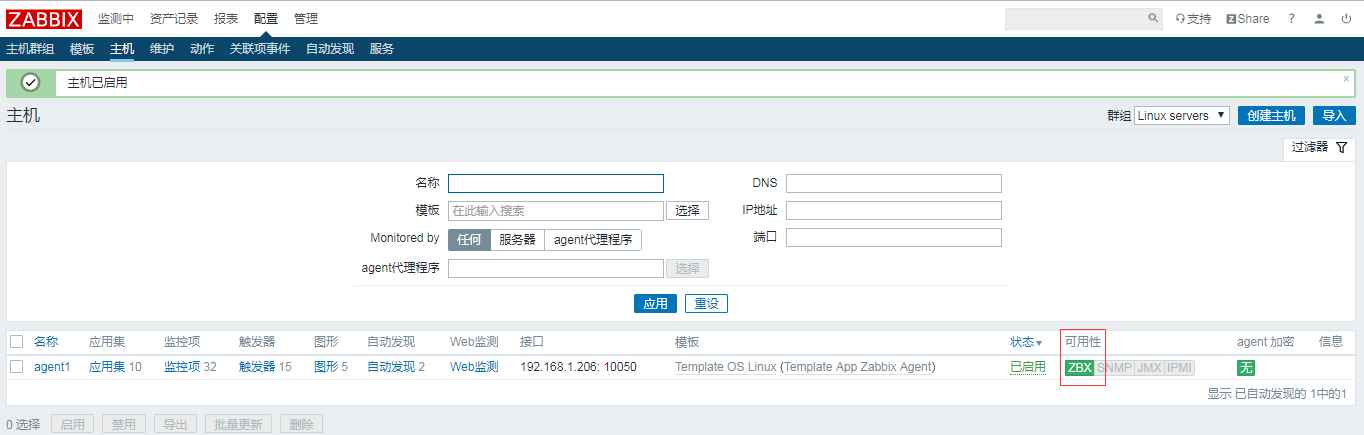 ZABBIX 监测中 资产记录 报表 配置 管理 支持 Z Share ?
主机群组 模板 主机 维护 动作 关联项事件 自动发现 服务
主机已启用 ×
主机 群组 Linux servers 创建主机 导入
过滤器
名称 DNS
模板 在此输入搜索 选择 IP地址
Monitored by 任何 服务器 agent代理程序 端口
agent代理程序 选择
应用 重设
名称 应用集 监控项 触发器 图形 自动发现 Web监测 接口 模板 状态 可用性 agent 加密 信息
agent1 应用集 10 监控项 32 触发器 15 图形 5 自动发现 2 Web监测 192.168.1.206: 10050 Template OS Linux (Template App Zabbix Agent) 已启用 ZBX SNMP JMX IPMI 无
显示 已自动发现的 1中的1
0 选择 启用 禁用 导出 批量更新 删除